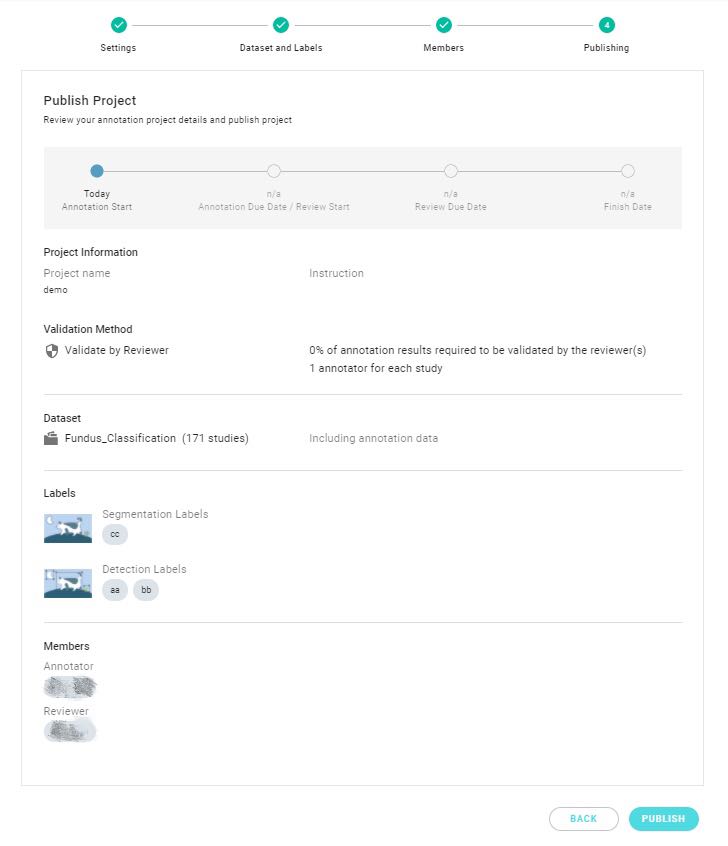 Settings
Dataset and Labels
Members
4
Publishing
Publish Project
Review your annotation project details and publish project
Today
Annotation Start
n/a
Annotation Due Date / Review Start
n/a
Review Due Date
n/a
Finish Date
Project Information
Project name
Instruction
demo
Validation Method
Validate by Reviewer
0% of annotation results required to be validated by the reviewer(s)
1 annotator for each study
Dataset
Fundus_Classification (171 studies)
Including annotation data
Labels
Segmentation Labels
cc
Detection Labels
aa bb
Members
Annotator
Reviewer
BACK PUBLISH